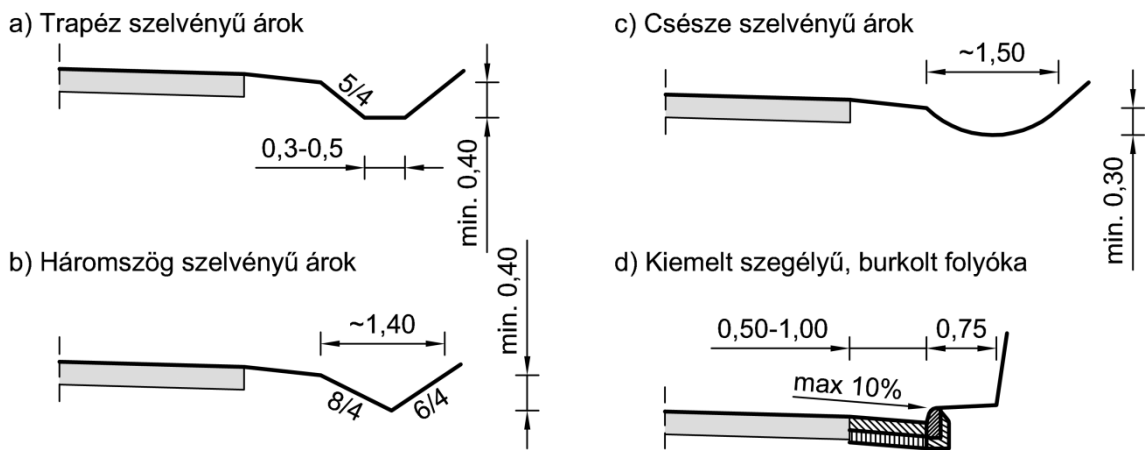 a) Trapéz szelvényű árok
5/4
0,3-0,5
min. 0,40
b) Háromszög szelvényű árok
~1,40
8/4
6/4
min. 0,40
c) Csésze szelvényű árok
~1,50
min. 0,30
d) Kiemelt szegélyű, burkolt folyóka
0,50-1,00
0,75
max 10%